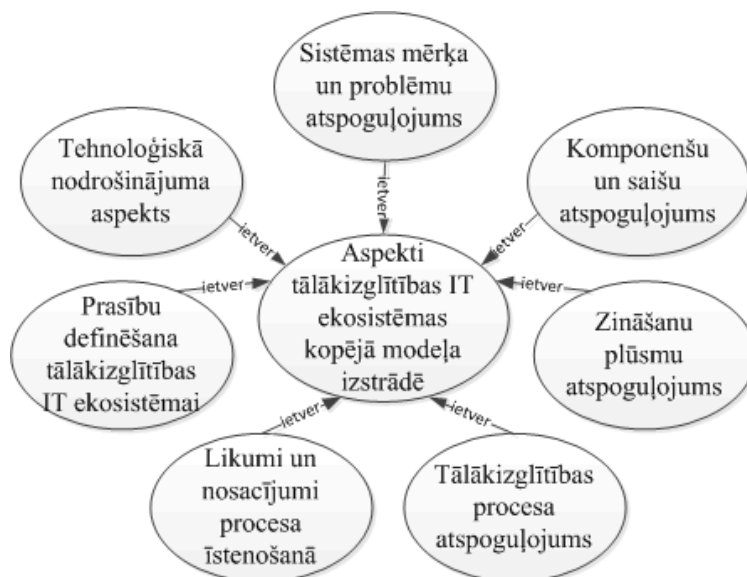 Sistēmas mērķa
un problēmu
atspoguļojums
Tehnoloģiskā
nodrošinājuma
aspekts
Komponenšu
un saišu
atspoguļojums
ietver
ietver
ietver
Aspekti
tālākizglītības IT
ekosistēmas
kopējā modeļa
izstrādē
ietver
ietver
Prasību
definēšana
tālākizglītības
IT ekosistēmai
Zināšanu
plūsmu
atspoguļojums
ietver
ietver
Likumi un
nosacījumi
procesa
īstenošanā
Tālākizglītības
procesa
atspoguļojums